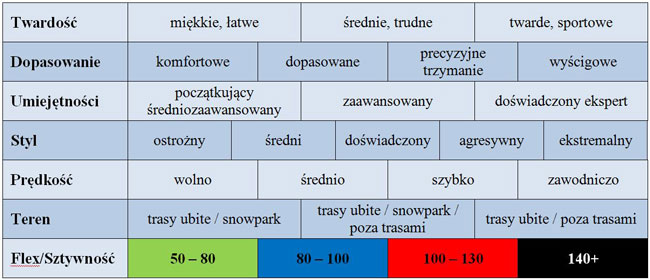 Twardość miękkie, łatwe średnie, trudne twarde, sportowe
Dopasowanie komfortowe dopasowane precyzyjne trzymanie wyścigowe
Umiejętności początkujący średniozaawansowany zaawansowany doświadczony ekspert
Styl ostrożny średni doświadczony agresywny ekstremalny
Prędkość wolno średnio szybko zawodniczo
Teren trasy ubite / snowpark trasy ubite / snowpark / poza trasami trasy ubite / poza trasami
Flex/Sztywność 50 – 80 80 – 100 100 – 130 140+